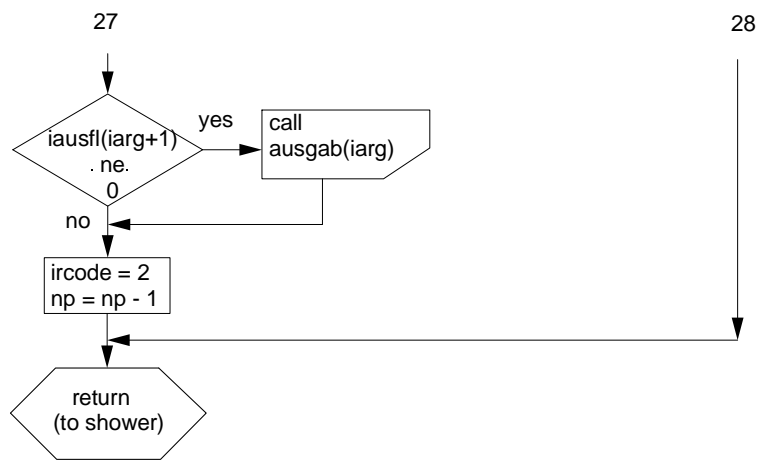 27
28
iausfl(iarg+1)
. ne.
0
yes
call
ausgab(iarg)
no
ircode = 2
np = np - 1
return
(to shower)